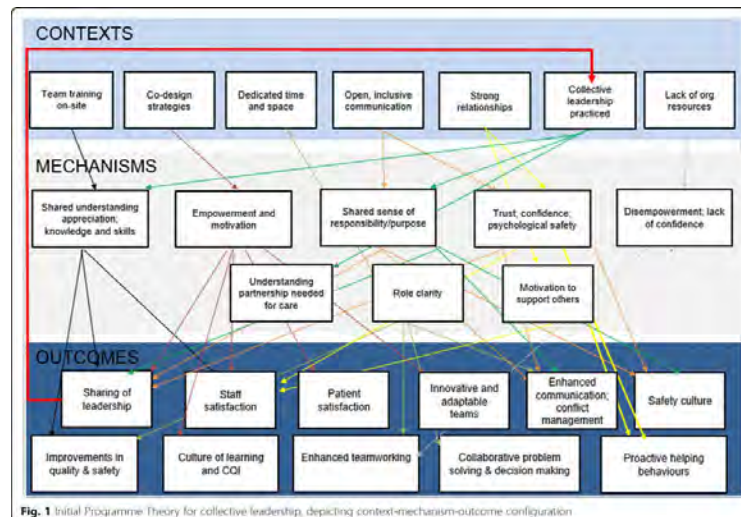 CONTEXTS
Team training
on-site
Co-design
strategies
Dedicated time
and space
Open, inclusive
communication
Strong
relationships
Collective
leadership
practiced
Lack of org
resources
MECHANISMS
Shared understanding
appreciation;
knowledge and skills
Empowerment and
motivation
Shared sense of
responsibility/purpose
Trust, confidence;
psychological safety
Disempowerment; lack
of confidence
Understanding
partnership needed
for care
Role clarity
Motivation to
support others
OUTCOMES
Sharing of
leadership
Staff
satisfaction
Patient
satisfaction
Innovative and
adaptable
teams
Enhanced
communication;
conflict
management
Safety culture
Improvements in
quality & safety
Culture of learning
and CQI
Enhanced teamworking
Collaborative problem
solving & decision making
Proactive helping
behaviours
Fig. 1 Initial Programme Theory for collective leadership, depicting context-mechanism-outcome configuration